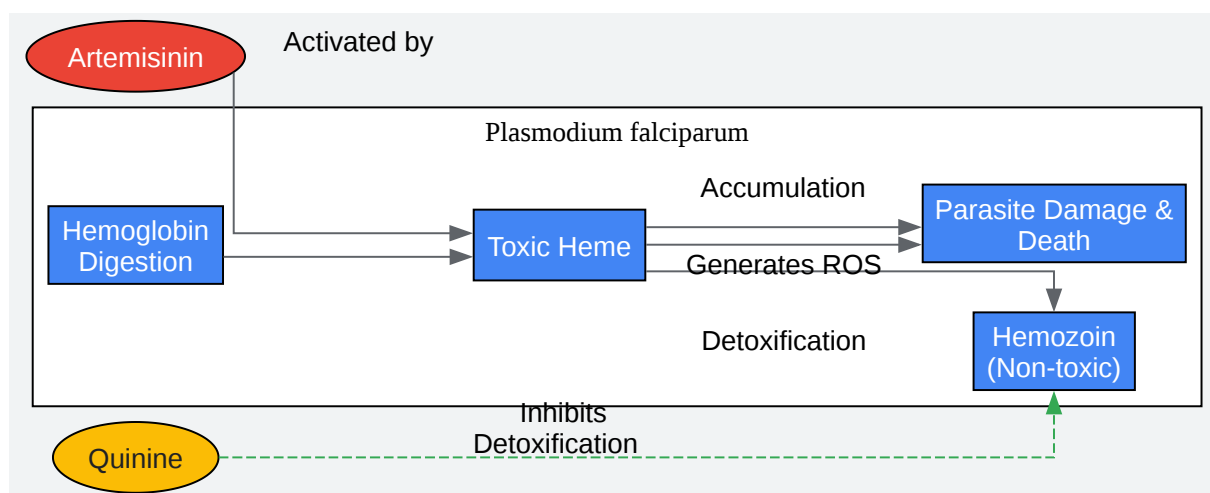 Activated by
Artemisinin
Plasmodium falciparum
Accumulation
Hemoglobin
Digestion
Toxic Heme
Parasite Damage &
Death
Generates ROS
Detoxification
Hemozoin
(Non-toxic)
Inhibits
Detoxification
Quinine